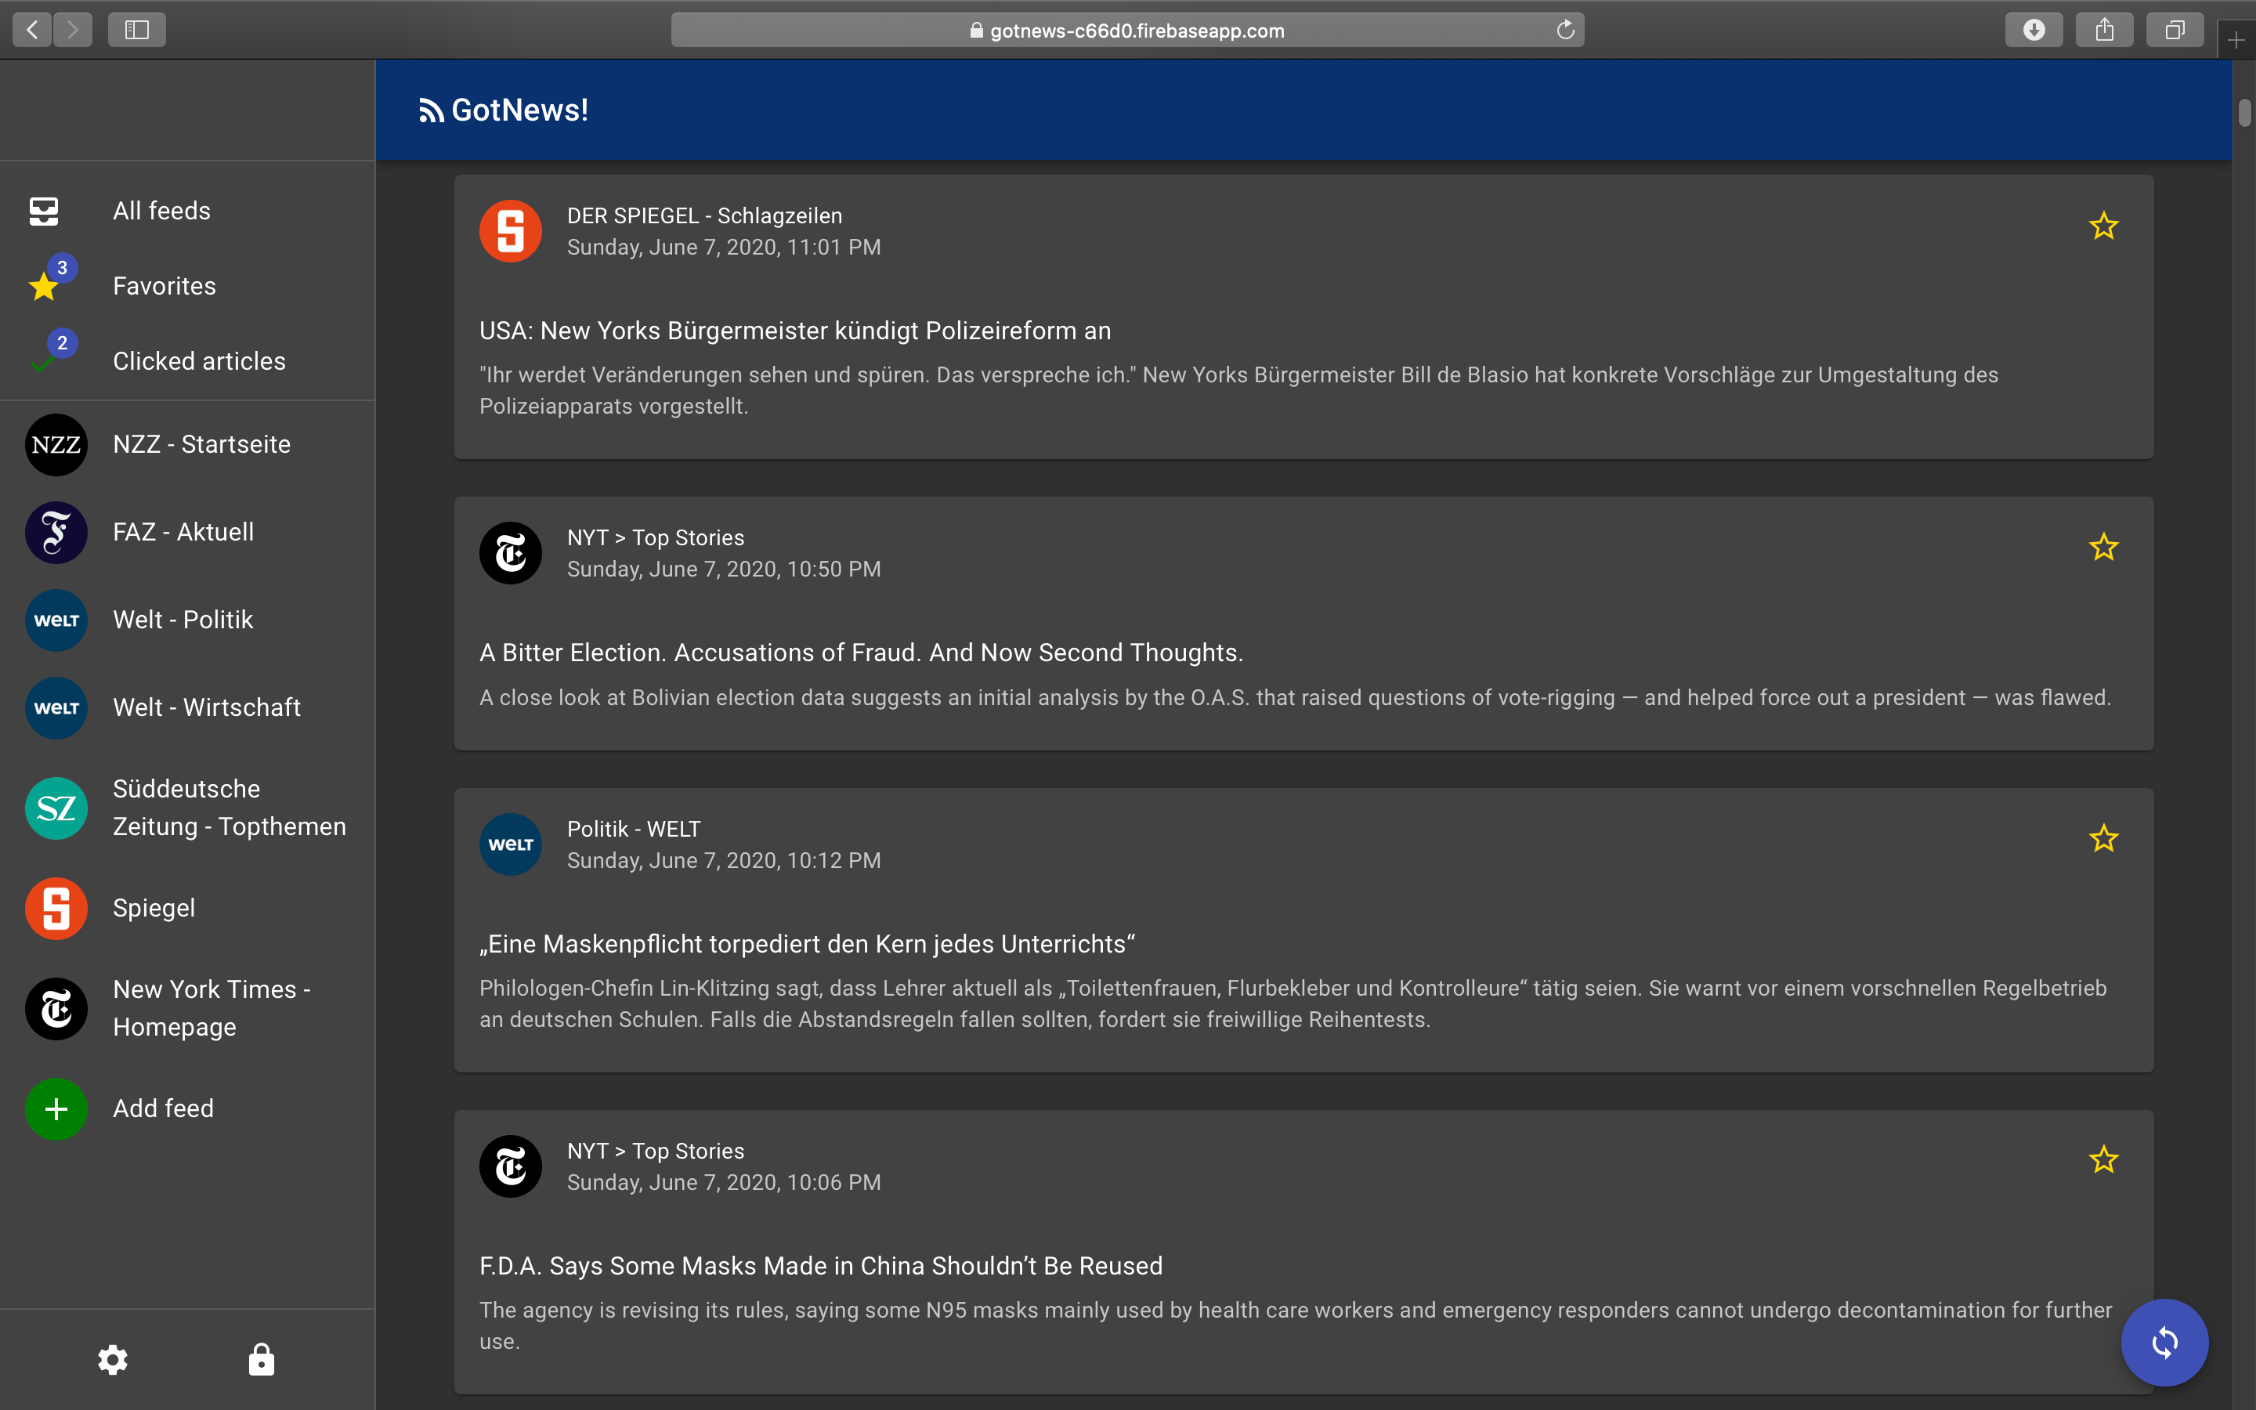 gotnews-c66d0.firebaseapp.com
GotNews!
All feeds
3
Favorites
2
Clicked articles
NZZ
NZZ - Startseite
FAZ - Aktuell
WELT
Welt - Politik
WELT
Welt - Wirtschaft
SZ
Süddeutsche
Zeitung - Topthemen
S
Spiegel
T
New York Times -
Homepage
Add feed
S
DER SPIEGEL - Schlagzeilen
Sunday, June 7, 2020, 11:01 PM
USA: New Yorks Bürgermeister kündigt Polizeireform an
"Ihr werdet Veränderungen sehen und spüren. Das verspreche ich." New Yorks Bürgermeister Bill de Blasio hat konkrete Vorschläge zur Umgestaltung des
Polizeiapparats vorgestellt.
T
NYT > Top Stories
Sunday, June 7, 2020, 10:50 PM
A Bitter Election. Accusations of Fraud. And Now Second Thoughts.
A close look at Bolivian election data suggests an initial analysis by the O.A.S. that raised questions of vote-rigging — and helped force out a president — was flawed.
WELT
Politik - WELT
Sunday, June 7, 2020, 10:12 PM
„Eine Maskenpflicht torpediert den Kern jedes Unterrichts“
Philologen-Chefin Lin-Klitzing sagt, dass Lehrer aktuell als „Toilettenfrauen, Flurbekleber und Kontrolleure“ tätig seien. Sie warnt vor einem vorschnellen Regelbetrieb
an deutschen Schulen. Falls die Abstandsregeln fallen sollten, fordert sie freiwillige Reihentests.
T
NYT > Top Stories
Sunday, June 7, 2020, 10:06 PM
F.D.A. Says Some Masks Made in China Shouldn’t Be Reused
The agency is revising its rules, saying some N95 masks mainly used by health care workers and emergency responders cannot undergo decontamination for further
use.